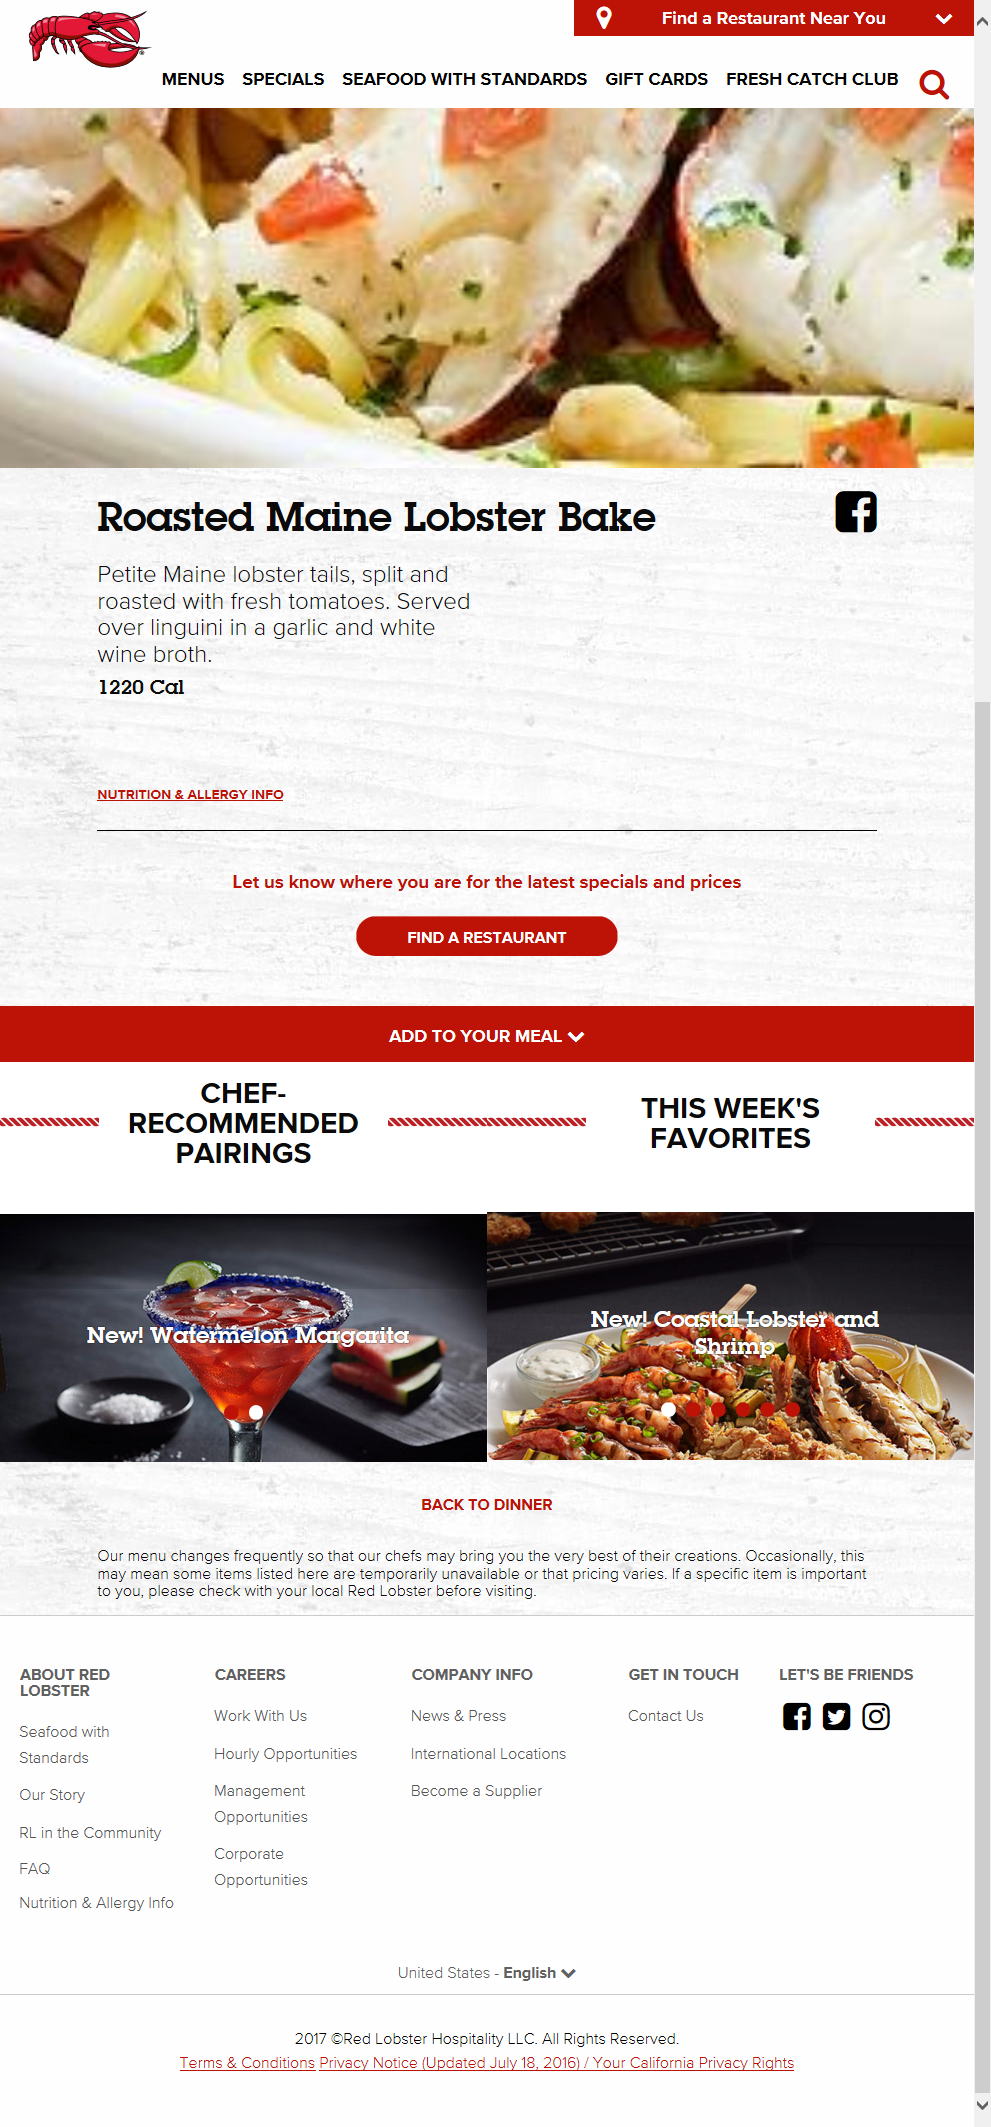 Find a Restaurant Near You
MENUS SPECIALS SEAFOOD WITH STANDARDS GIFT CARDS FRESH CATCH CLUB
Roasted Maine Lobster Bake
Petite Maine lobster tails, split and
roasted with fresh tomatoes. Served
over linguini in a garlic and white
wine broth.
1220 Cal
NUTRITION & ALLERGY INFO
Let us know where you are for the latest specials and prices
FIND A RESTAURANT
ADD TO YOUR MEAL
CHEF-
RECOMMENDED
PAIRINGS
THIS WEEK'S
FAVORITES
New! Watermelon Margarita
New! Coastal Lobster and
Shrimp
BACK TO DINNER
Our menu changes frequently so that our chefs may bring you the very best of their creations. Occasionally, this
may mean some items listed here are temporarily unavailable or that pricing varies. If a specific item is important
to you, please check with your local Red Lobster before visiting.
ABOUT RED
LOBSTER
Seafood with
Standards
Our Story
RL in the Community
FAQ
Nutrition & Allergy Info
CAREERS
Work With Us
Hourly Opportunities
Management
Opportunities
Corporate
Opportunities
COMPANY INFO
News & Press
International Locations
Become a Supplier
GET IN TOUCH
Contact Us
LET'S BE FRIENDS
United States - English
2017 ©Red Lobster Hospitality LLC. All Rights Reserved.
Terms & Conditions Privacy Notice (Updated July 18, 2016) / Your California Privacy Rights